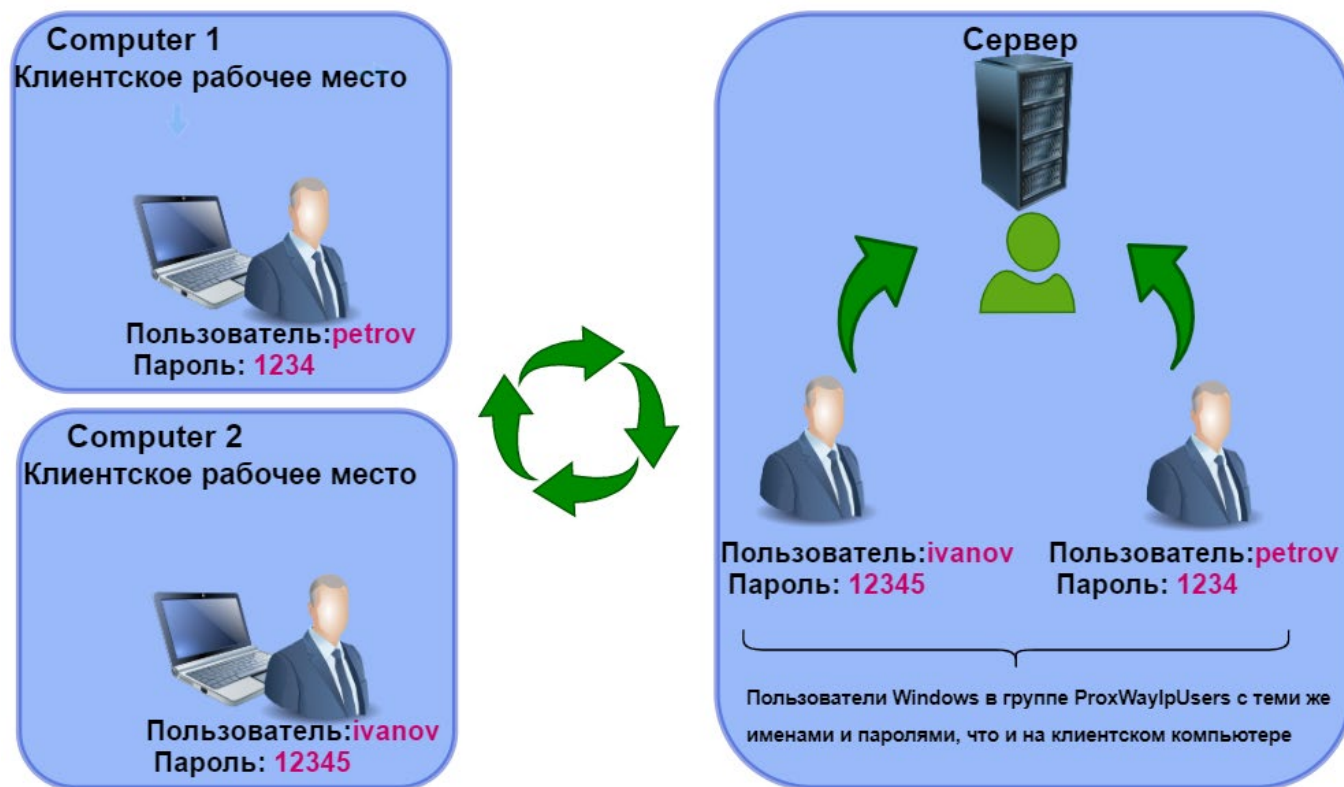 Computer 1
Клиентское рабочее место
Пользователь:petrov
Пароль: 1234
Computer 2
Клиентское рабочее место
Пользователь:ivanov
Пароль: 12345
Сервер
Пользователь:ivanov
Пароль: 12345
Пользователь:petrov
Пароль: 1234
Пользователи Windows в группе ProxWayIpUsers с теми же
именами и паролями, что и на клиентском компьютере